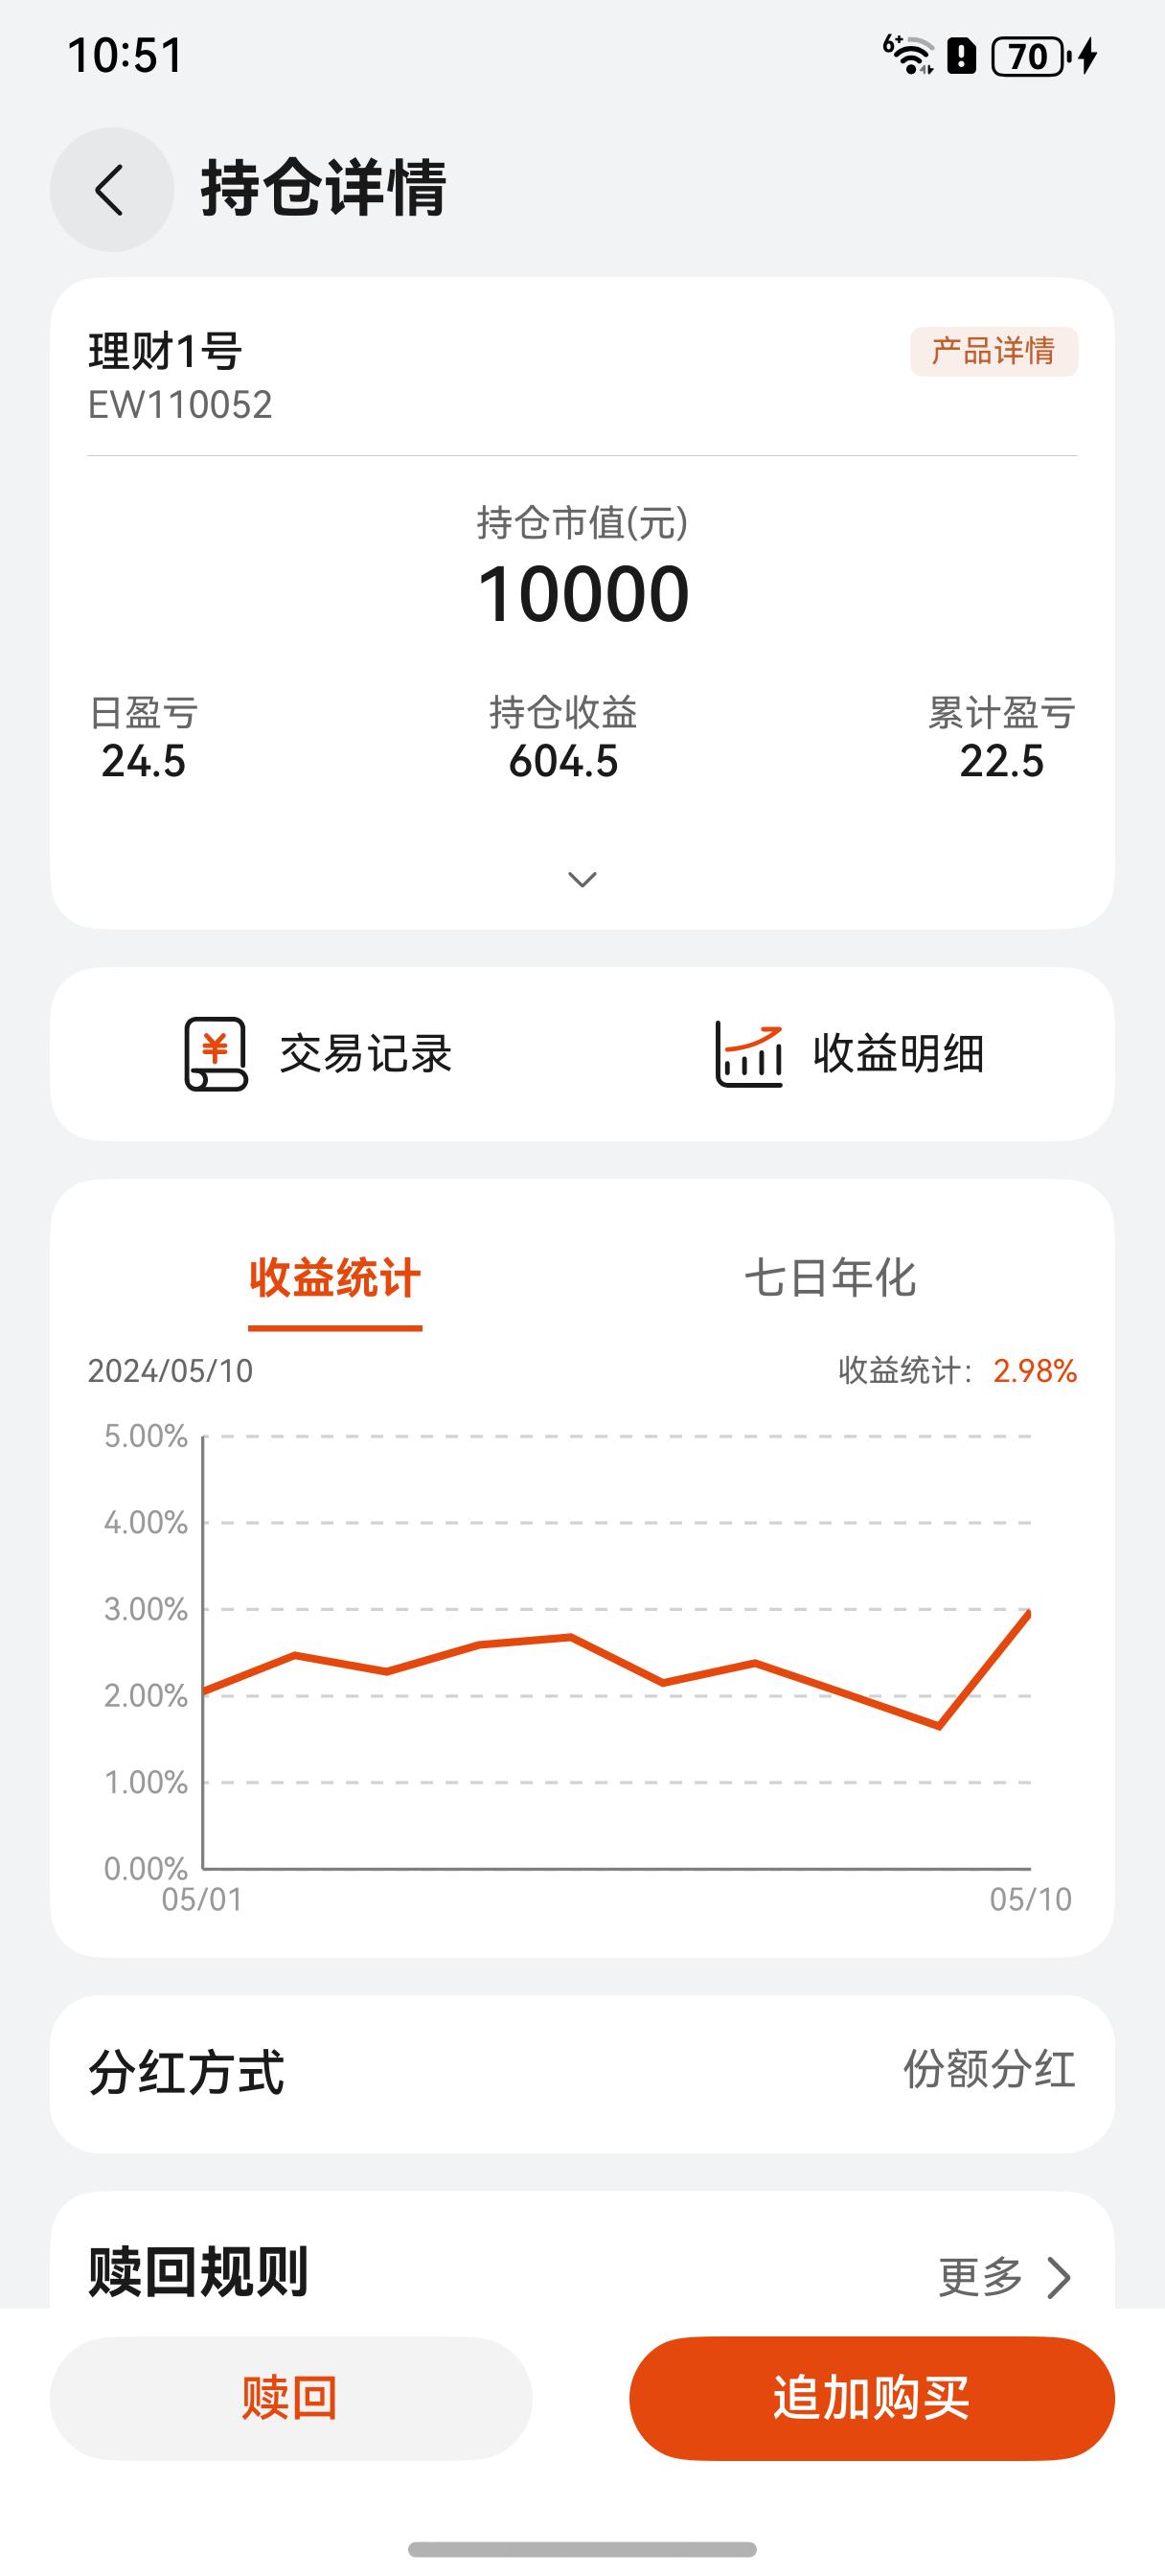 10:51
6+
70
持仓详情
理财1号
产品详情
EW110052
持仓市值(元)
10000
日盈亏
持仓收益
累计盈亏
24.5
604.5
22.5
交易记录
收益明细
收益统计
七日年化
2024/05/10
收益统计： 2.98%
5.00%
4.00%
3.00%
2.00%
1.00%
0.00%
05/01
05/10
分红方式
份额分红
赎回规则
更多
赎回
追加购买